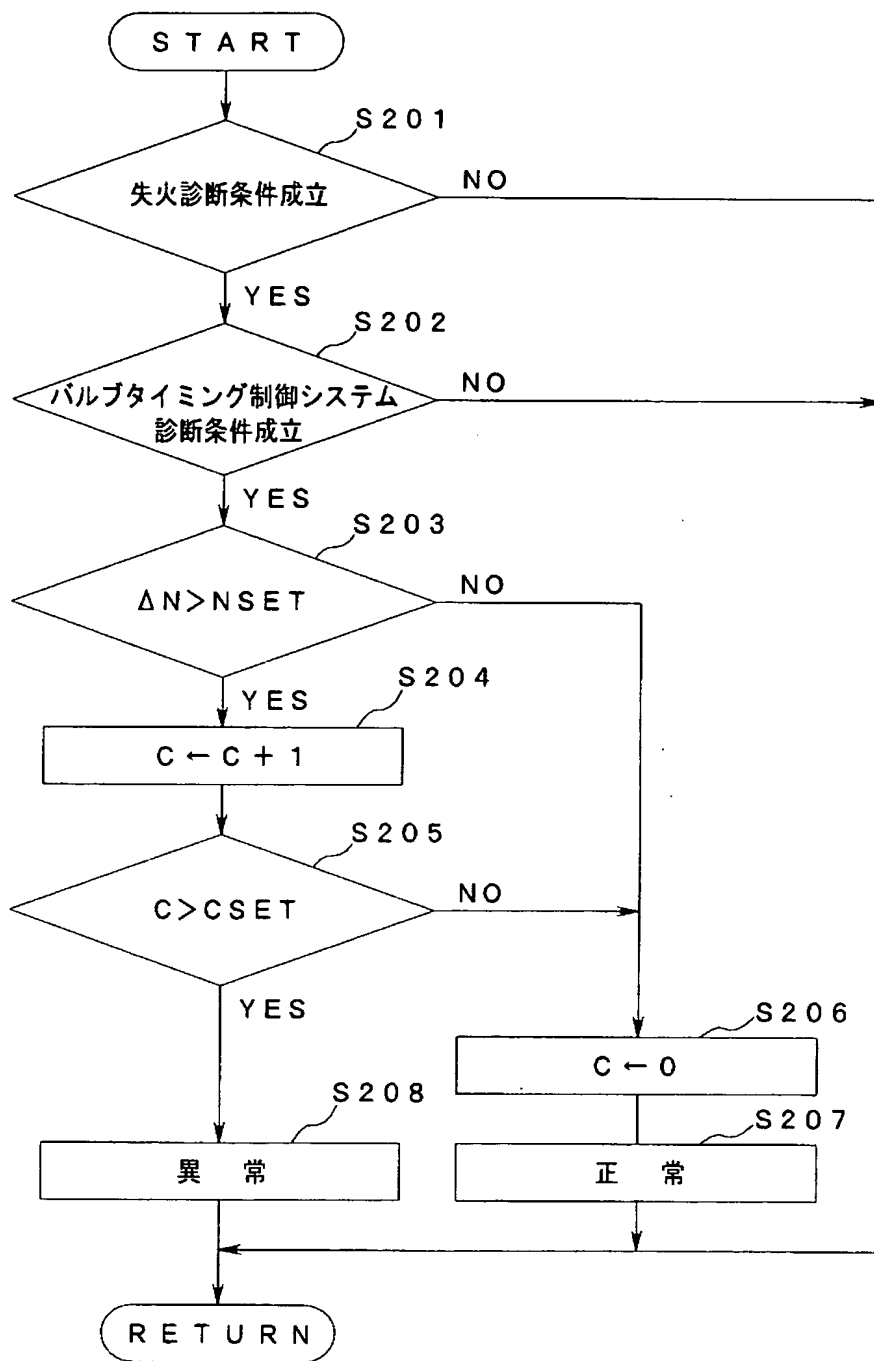 START
S201
失火診断条件成立
NO
YES
S202
バルブタイミング制御システム
診断条件成立
NO
YES
S203
ΔN>NSET
NO
YES
S204
C←C+1
S205
C>CSET
NO
YES
S206
C←0
S208
S207
異 常
正 常
RETURN